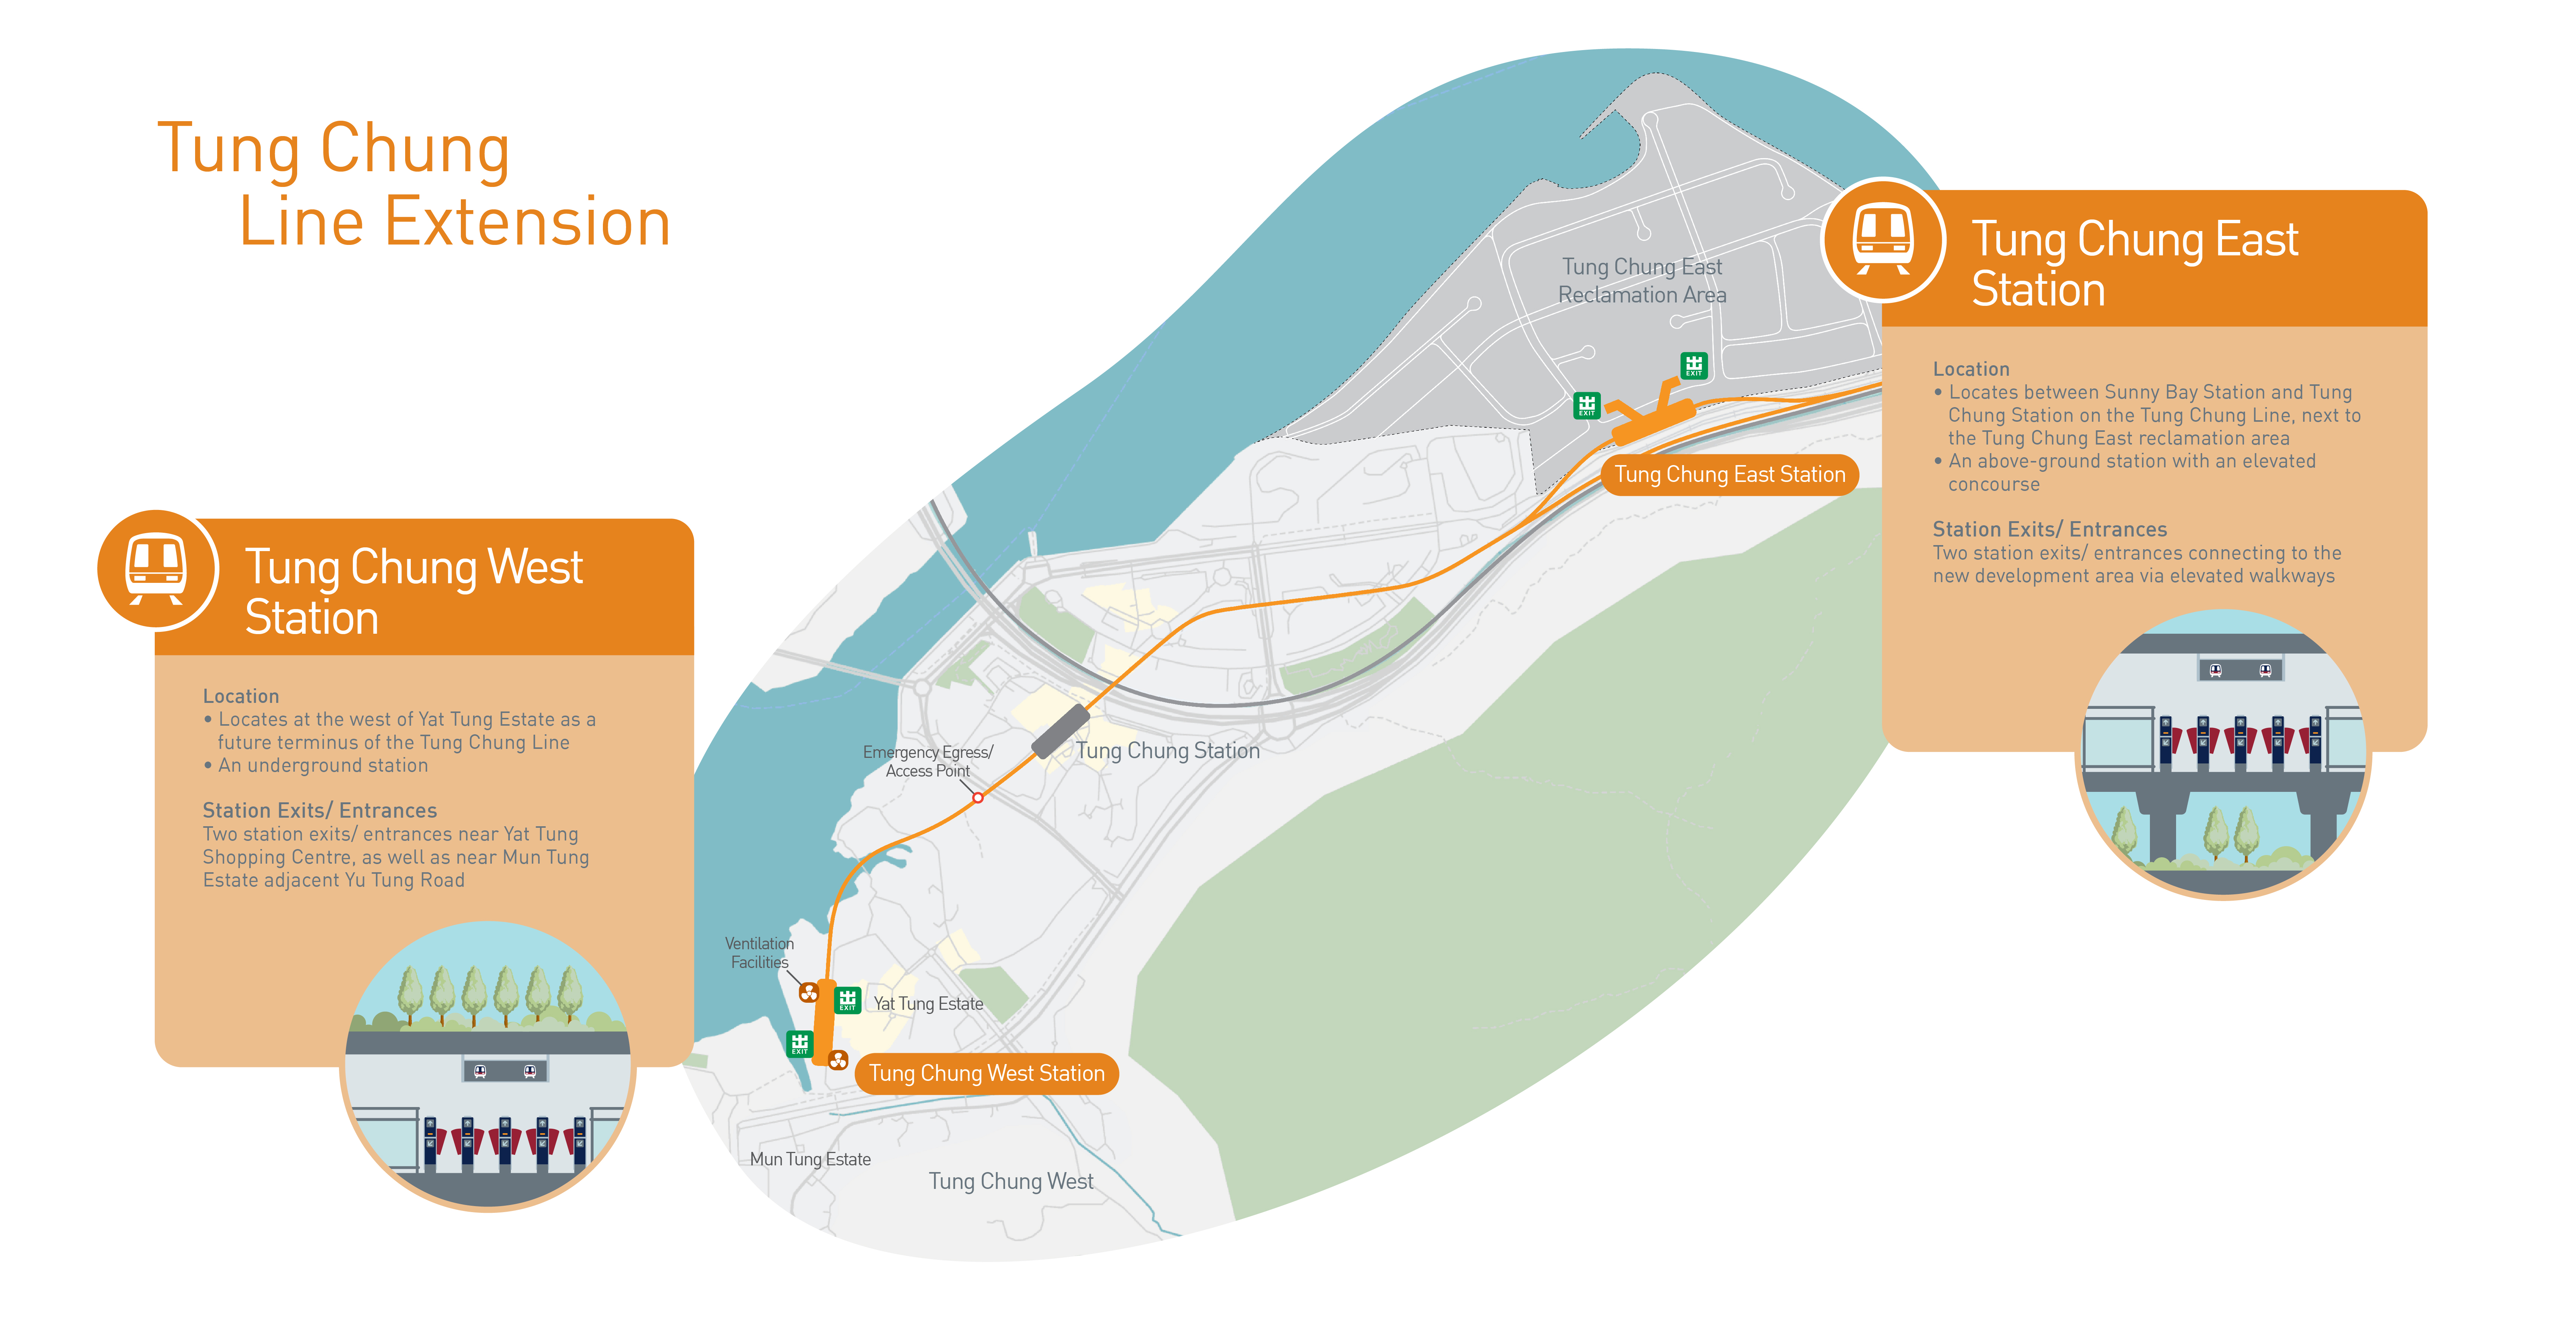 Tung Chung
Line Extension
Tung Chung East
Station
Location
• Locates between Sunny Bay Station and Tung
Chung Station on the Tung Chung Line, next to
the Tung Chung East reclamation area
• An above-ground station with an elevated
concourse
Station Exits/ Entrances
Two station exits/ entrances connecting to the
new development area via elevated walkways
Tung Chung East
Reclamation Area
EXIT
EXIT
Tung Chung East Station
Tung Chung West
Station
Location
• Locates at the west of Yat Tung Estate as a
future terminus of the Tung Chung Line
• An underground station
Station Exits/ Entrances
Two station exits/ entrances near Yat Tung
Shopping Centre, as well as near Mun Tung
Estate adjacent Yu Tung Road
Emergency Egress/
Access Point
Tung Chung Station
Ventilation
Facilities
EXIT
Yat Tung Estate
EXIT
Tung Chung West Station
Mun Tung Estate
Tung Chung West